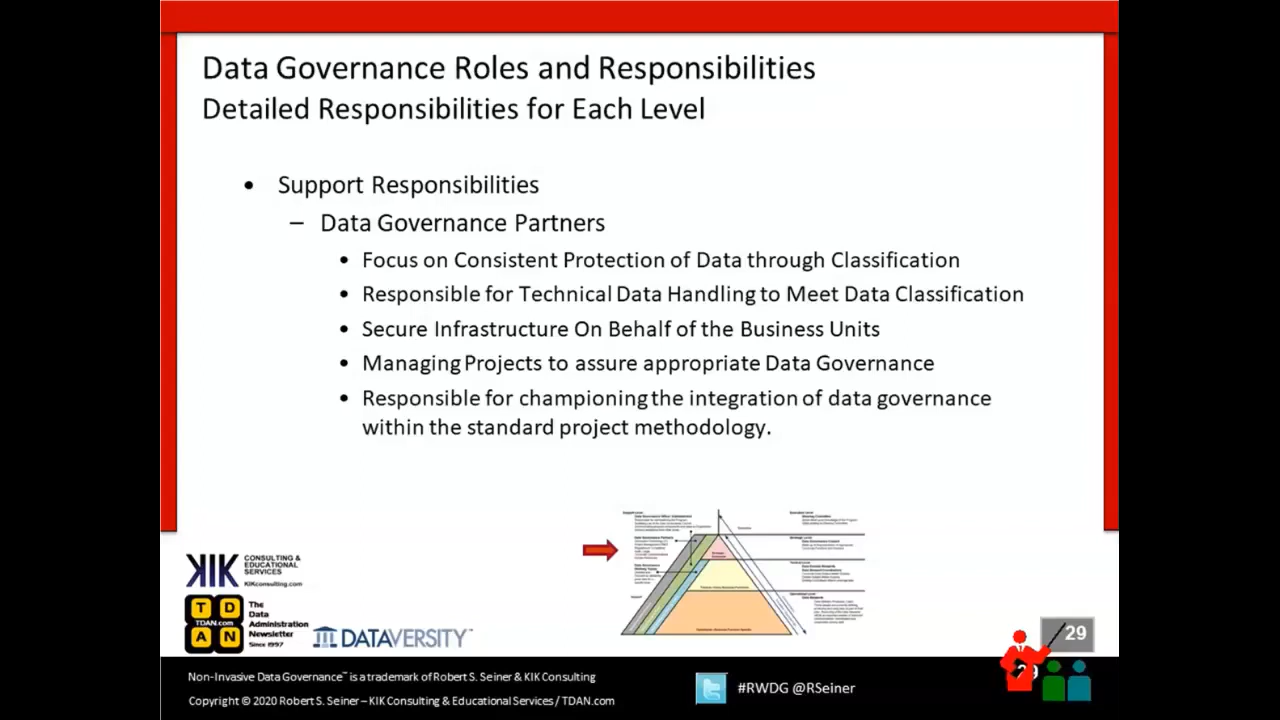 Data Governance Roles and Responsibilities
Detailed Responsibilities for Each Level
• Support Responsibilities
– Data Governance Partners
• Focus on Consistent Protection of Data through Classification
• Responsible for Technical Data Handling to Meet Data Classification
• Secure Infrastructure On Behalf of the Business Units
• Managing Projects to assure appropriate Data Governance
• Responsible for championing the integration of data governance
within the standard project methodology.
KIK CONSULTING &
EDUCATIONAL
SERVICES
KIKconsulting.com
T D
TDAN.com
A N
The
Data
Administration
Newsletter
Since 1997
DATAVERSITY
29
Non-Invasive Data Governance™ is a trademark of Robert S. Seiner & KIK Consulting
Copyright © 2020 Robert S. Seiner – KIK Consulting & Educational Services / TDAN.com
#RWDG @RSeiner